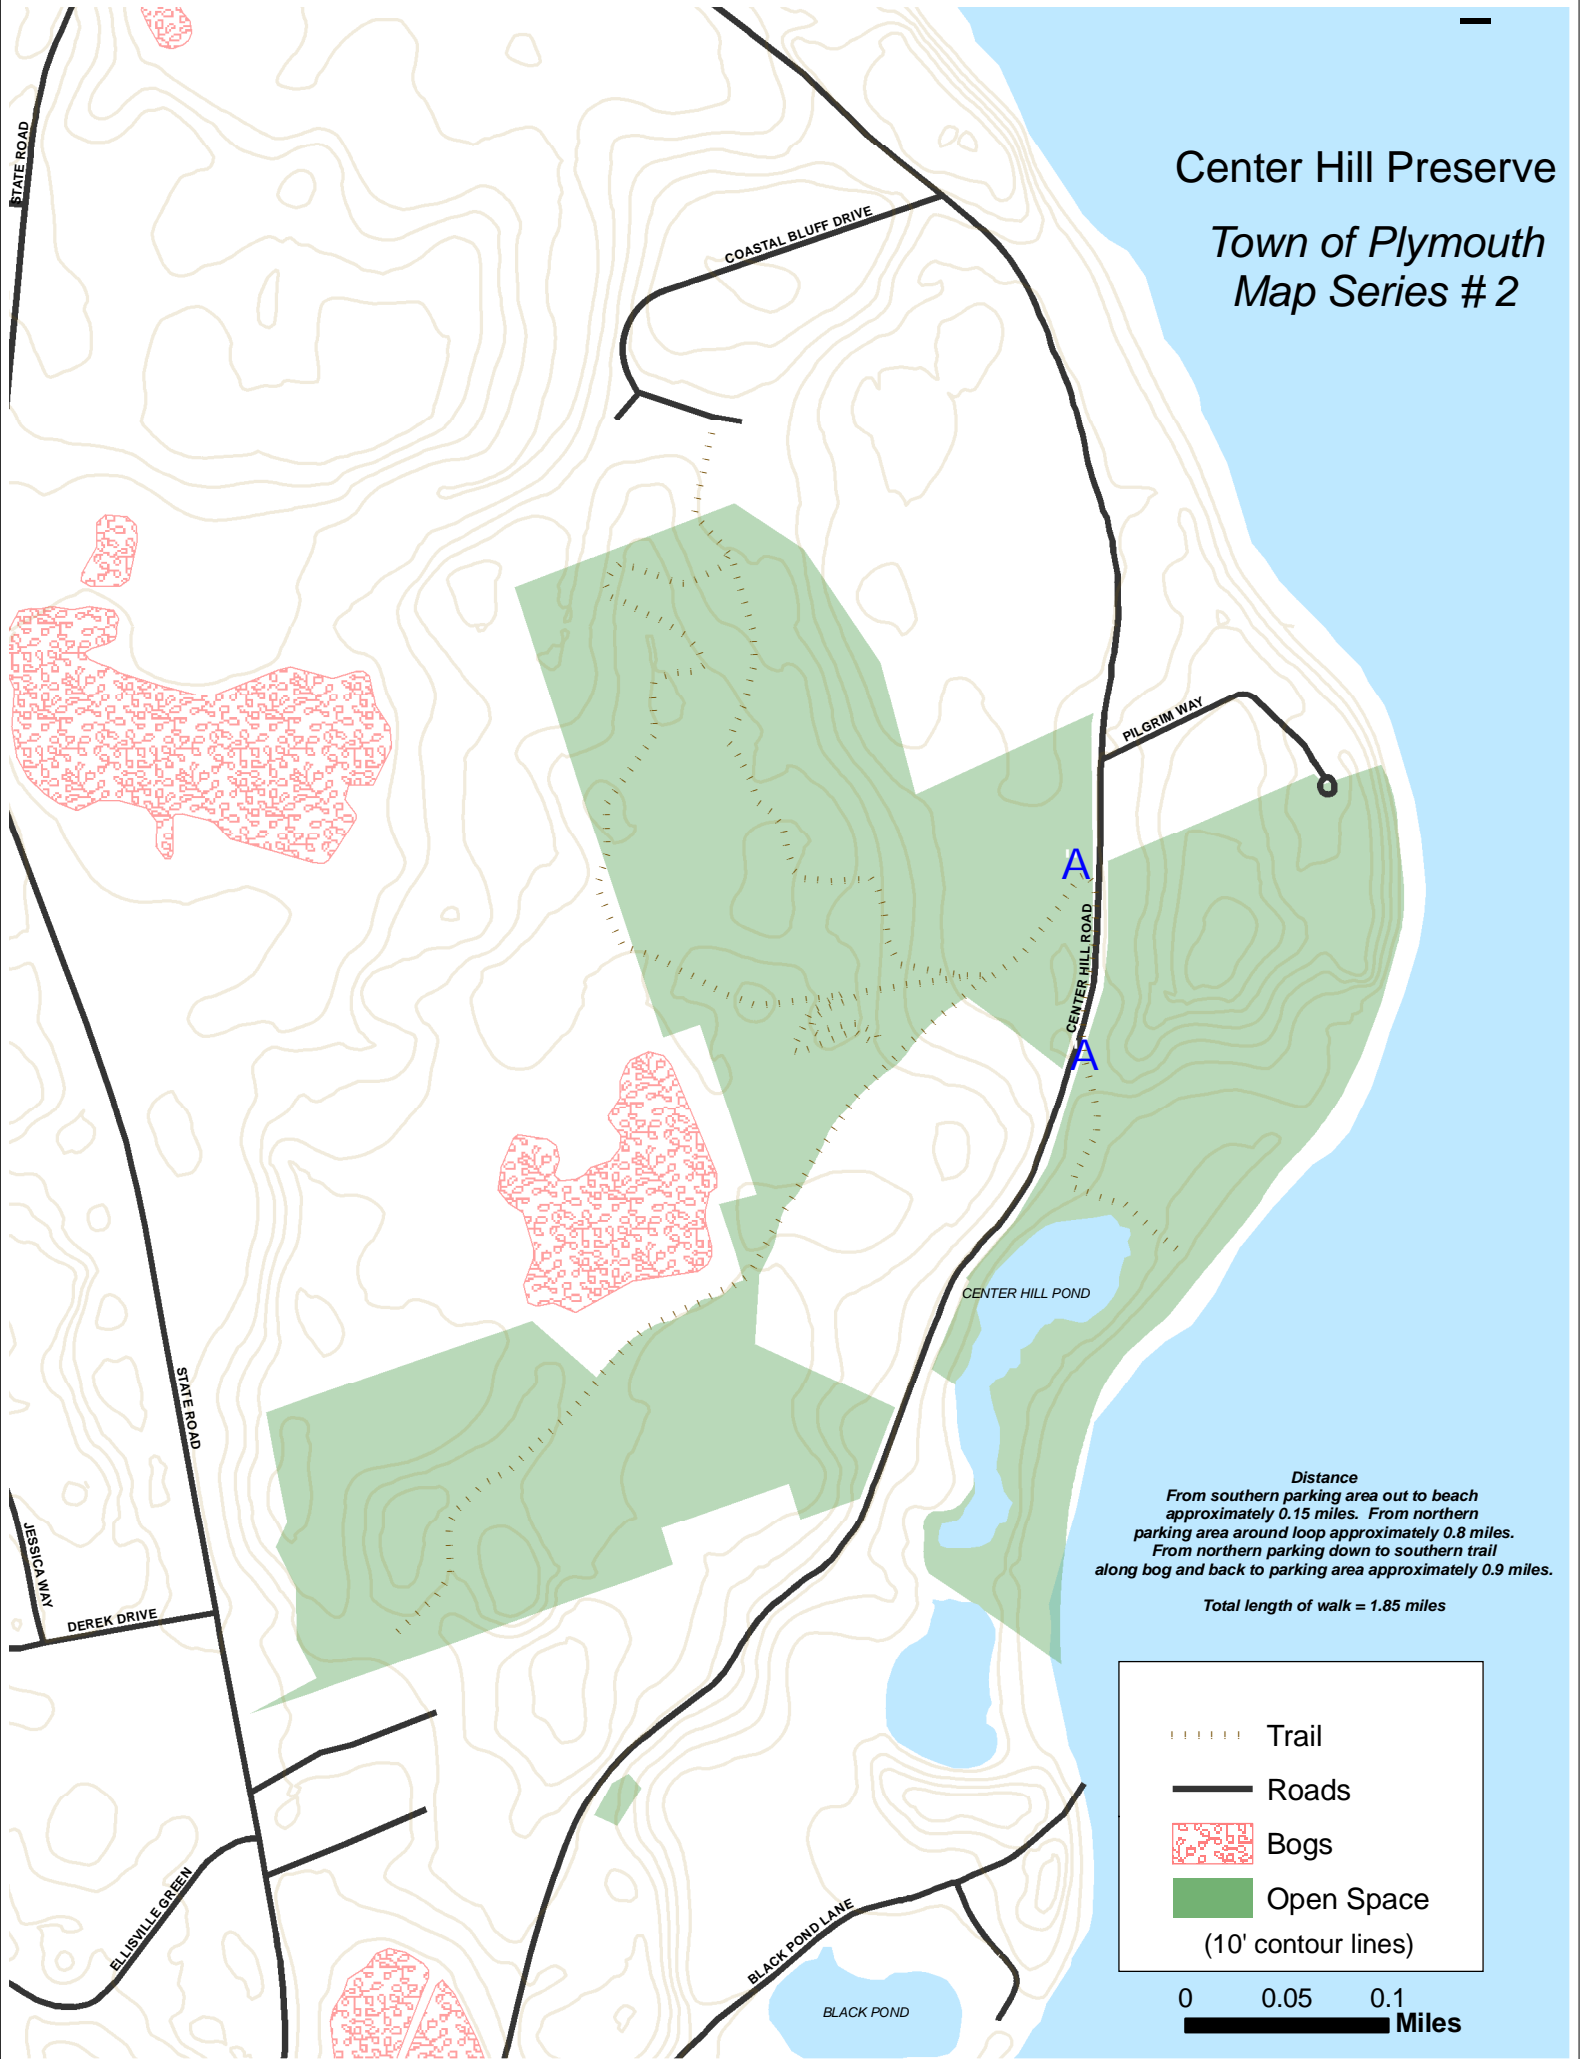 Center Hill Preserve
Town of Plymouth
Map Series # 2
STATE ROAD
COASTAL BLUFF DRIVE
PILGRIM WAY
A
CENTER HILL ROAD
A
CENTER HILL POND
STATE ROAD
JESSICA WAY
DEREK DRIVE
ELLISVILLE GREEN
BLACK POND LANE
BLACK POND
Distance
From southern parking area out to beach
approximately 0.15 miles. From northern
parking area around loop approximately 0.8 miles.
From northern parking down to southern trail
along bog and back to parking area approximately 0.9 miles.
Total length of walk = 1.85 miles
Trail
Roads
Bogs
Open Space
(10' contour lines)
0 0.05 0.1
Miles